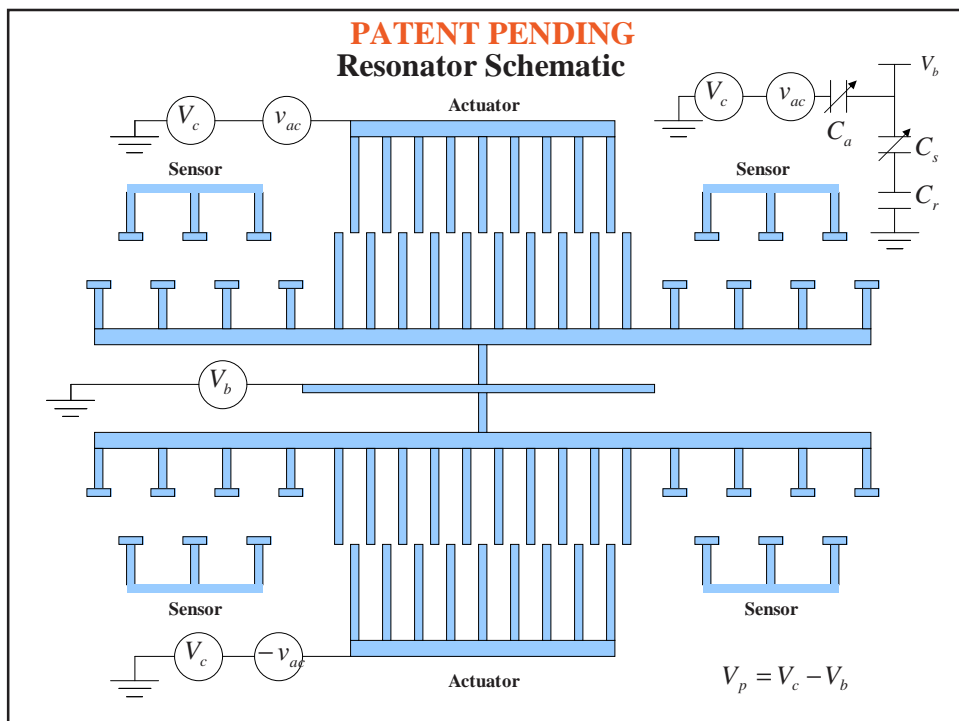 PATENT PENDING
Resonator Schematic
V_b
Actuator
V_c
v_ac
V_c
v_ac
C_a
C_s
Sensor
Sensor
C_r
V_b
Sensor
Sensor
V_c
-v_ac
Actuator
V_p = V_c - V_b